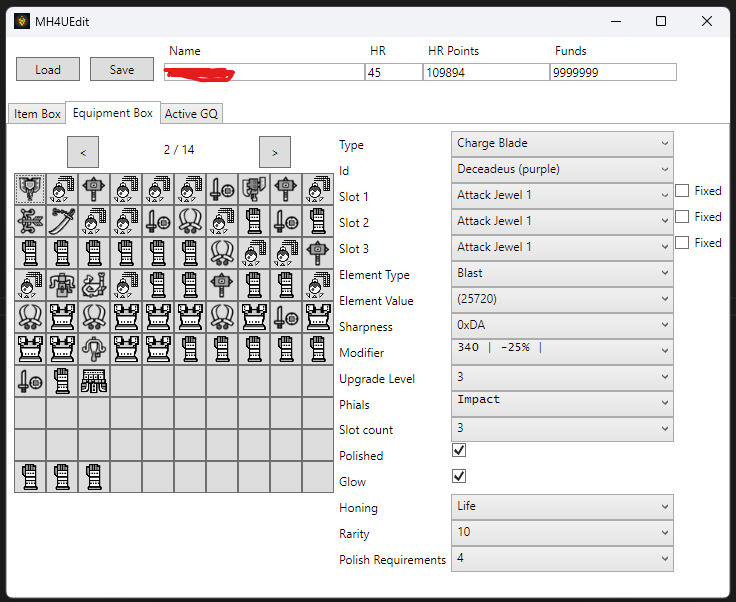 MH4UEdit
Name HR HR Points Funds
Load Save 45 109894 9999999
Item Box Equipment Box Active GQ
< 2 / 14 >
Type Charge Blade
Id Deceadeus (purple)
Slot 1 Attack Jewel 1 Fixed
Slot 2 Attack Jewel 1 Fixed
Slot 3 Attack Jewel 1 Fixed
Element Type Blast
Element Value (25720)
Sharpness 0xDA
Modifier 340 | -25% |
Upgrade Level 3
Phials Impact
Slot count 3
Polished
Glow
Honing Life
Rarity 10
Polish Requirements 4